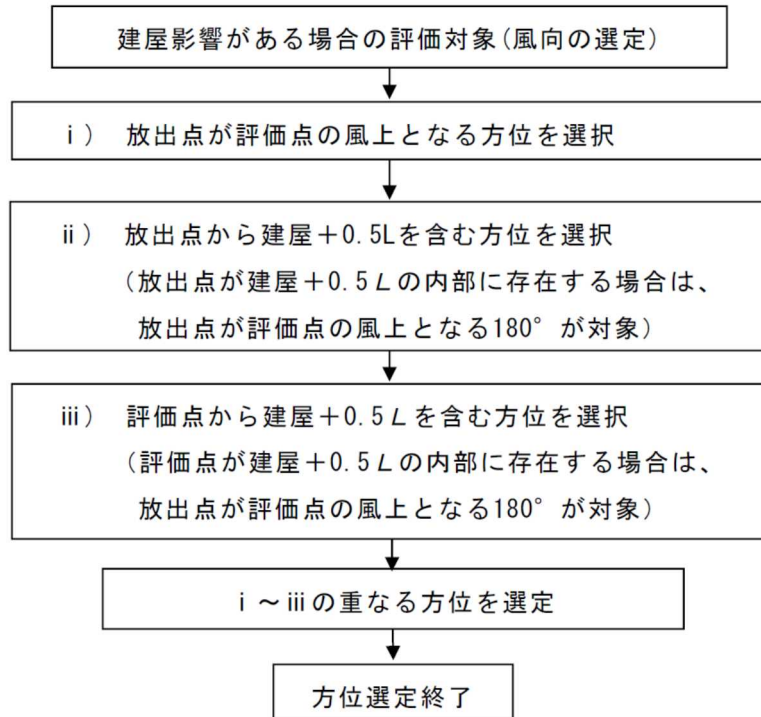 建屋影響がある場合の評価対象(風向の選定)
ⅰ) 放出点が評価点の風上となる方位を選択
ⅱ) 放出点から建屋+0.5Lを含む方位を選択
(放出点が建屋+0.5Lの内部に存在する場合は、
放出点が評価点の風上となる180°が対象)
ⅲ) 評価点から建屋+0.5Lを含む方位を選択
(評価点が建屋+0.5Lの内部に存在する場合は、
放出点が評価点の風上となる180°が対象)
ⅰ～ⅲの重なる方位を選定
方位選定終了